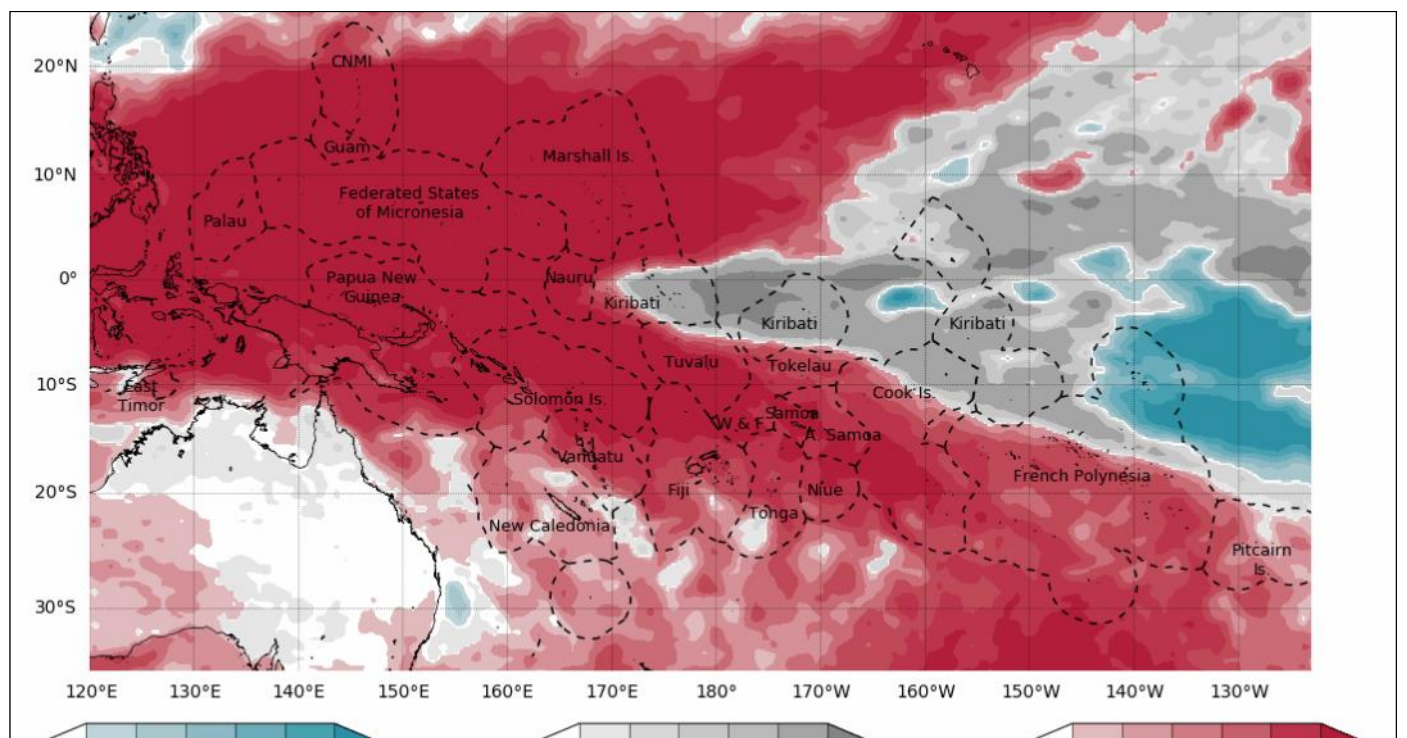 20°N
CNMI
Guam
Marshall Is.
10°N
Federated States
of Micronesia
Palau
0°
Papua New
Guinea
Nauru
Kiribati
Kiribati
Kiribati
Tuvalu
Tokelau
10°S
East
Timor
Solomon Is.
Cook Is.
W & F
Samoa
A. Samoa
Vanuatu
French Polynesia
20°S
Fiji
Niue
Tonga
New Caledonia
Pitcairn
Is.
30°S
120°E 130°E 140°E 150°E 160°E 170°E 180° 170°W 160°W 150°W 140°W 130°W